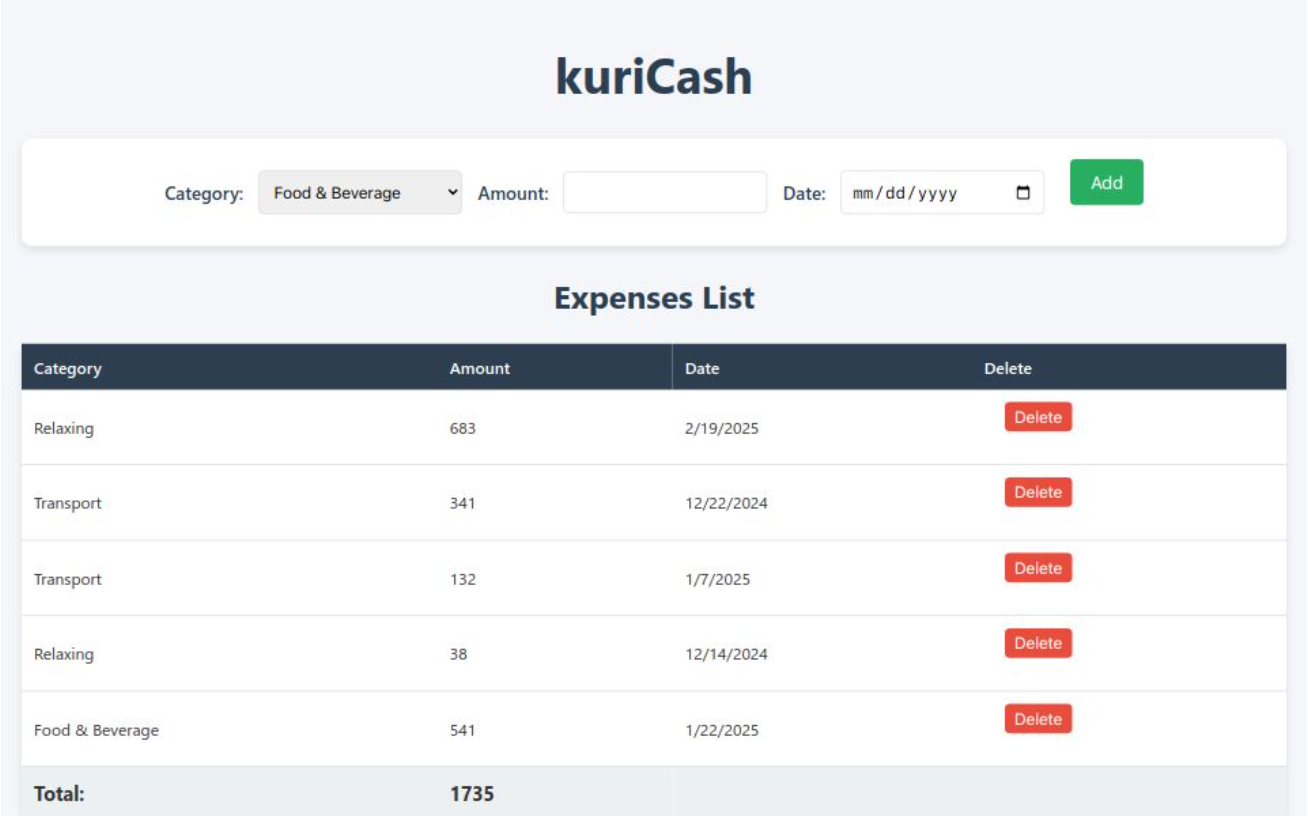 kuriCash
Category: Food & Beverage Amount: Date: mm/dd/yyyy Add
Expenses List
Category Amount Date Delete
Relaxing 683 2/19/2025 Delete
Transport 341 12/22/2024 Delete
Transport 132 1/7/2025 Delete
Relaxing 38 12/14/2024 Delete
Food & Beverage 541 1/22/2025 Delete
Total: 1735